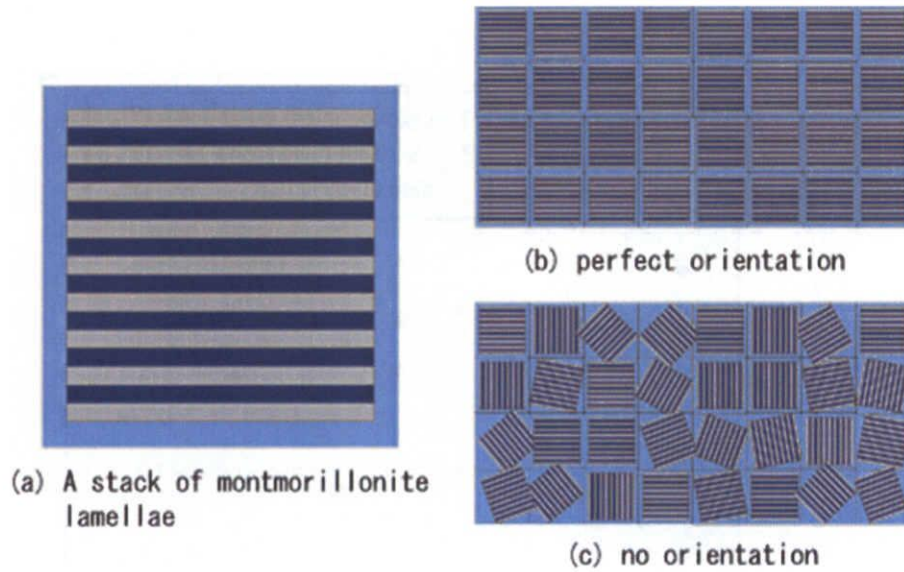 (a) A stack of montmorillonite
lamellae
(b) perfect orientation
(c) no orientation